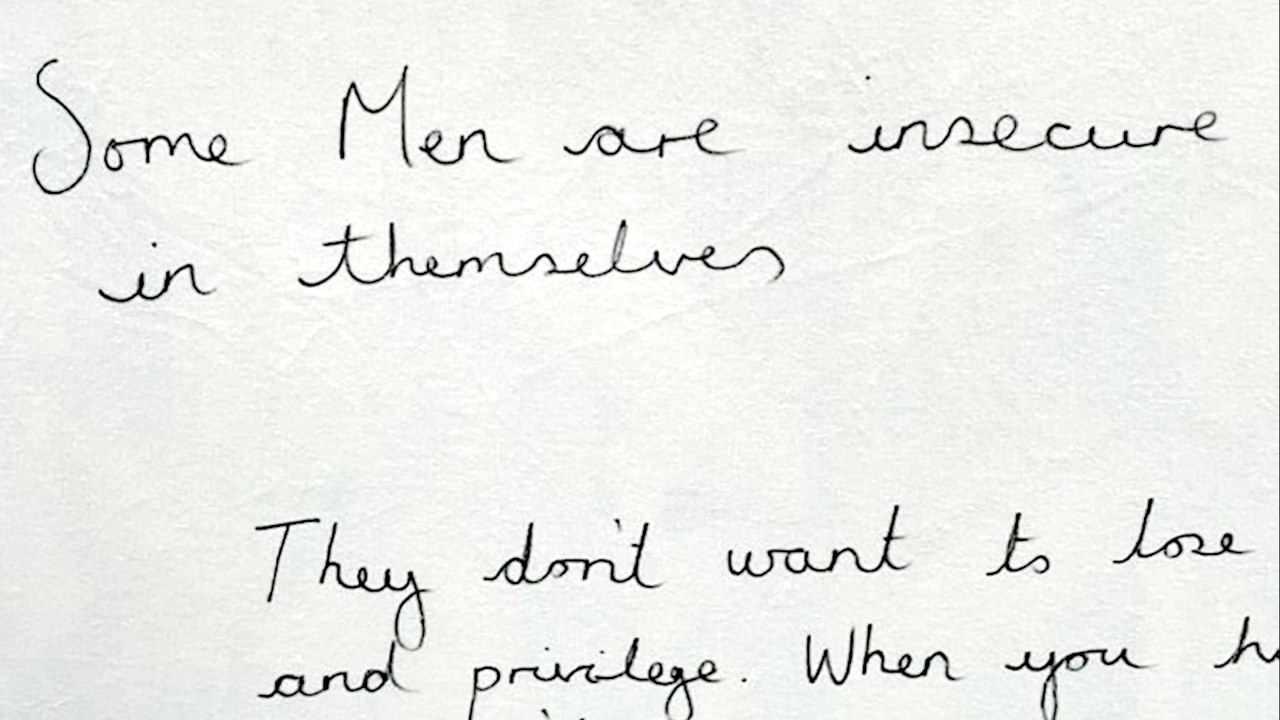 Some Men are insecure
in themselves
They don't want to lose
and privilege. When you